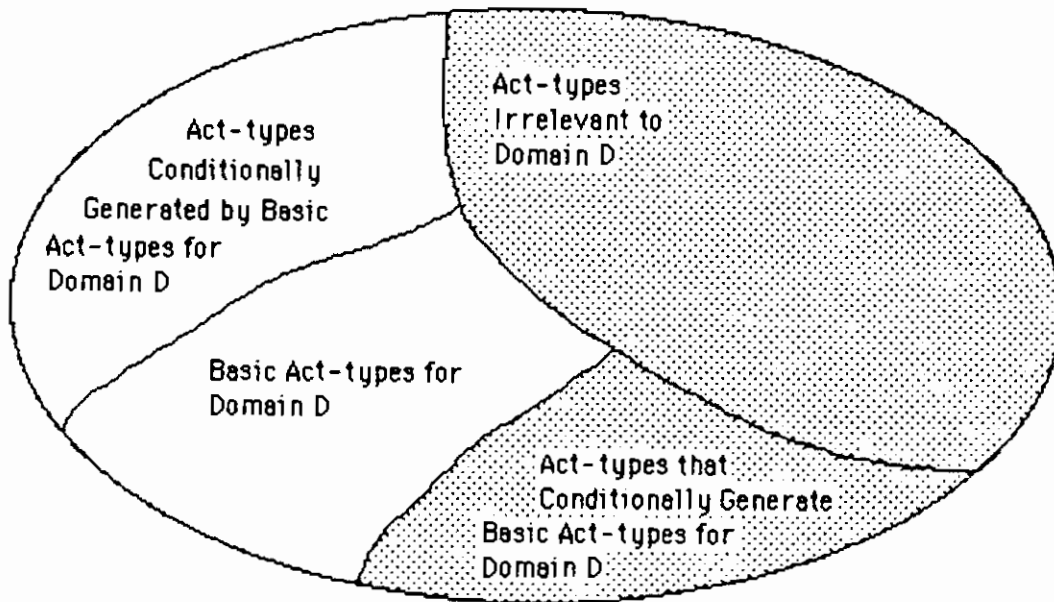 Act-types
Conditionally
Generated by Basic
Act-types for
Domain D
Act-types
Irrelevant to
Domain D
Basic Act-types for
Domain D
Act-types that
Conditionally Generate
Basic Act-types for
Domain D